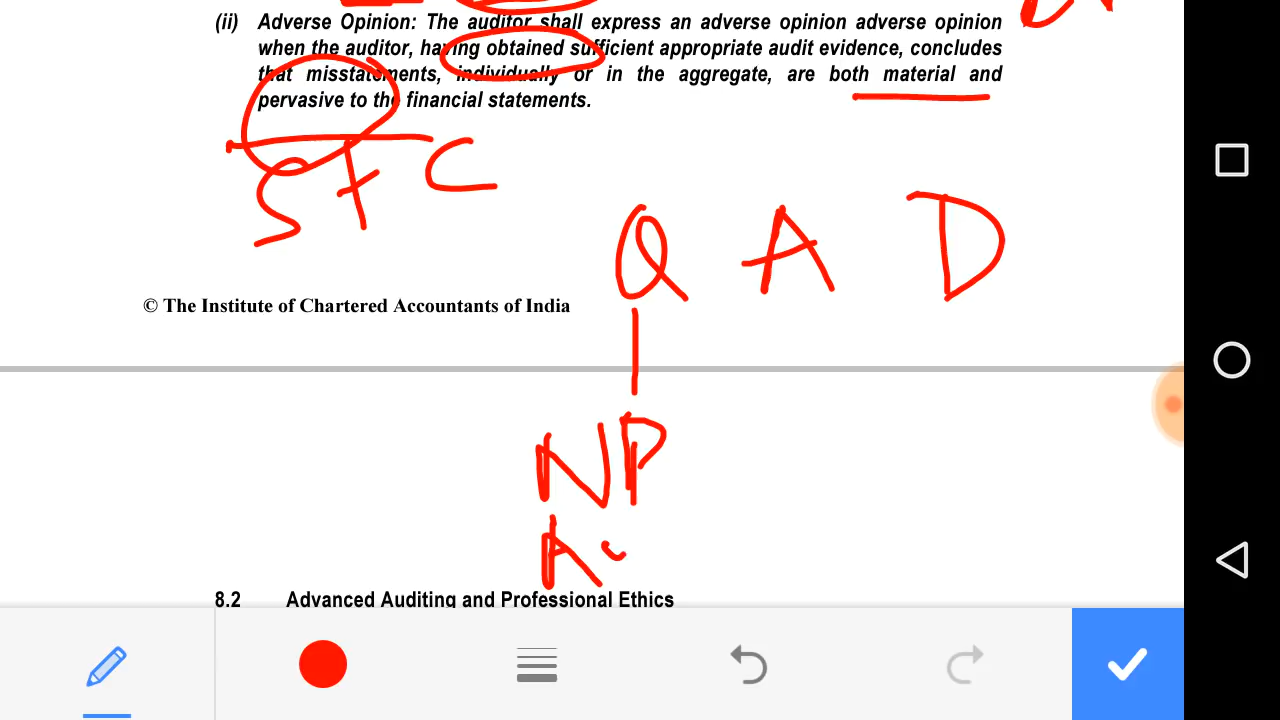 (ii) Adverse Opinion: The auditor shall express an adverse opinion adverse opinion
when the auditor, having obtained sufficient appropriate audit evidence, concludes
that misstatements, individually or in the aggregate, are both material and
pervasive to the financial statements.
S F C
Q A D
© The Institute of Chartered Accountants of India
NP
8.2 Advanced Auditing and Professional Ethics